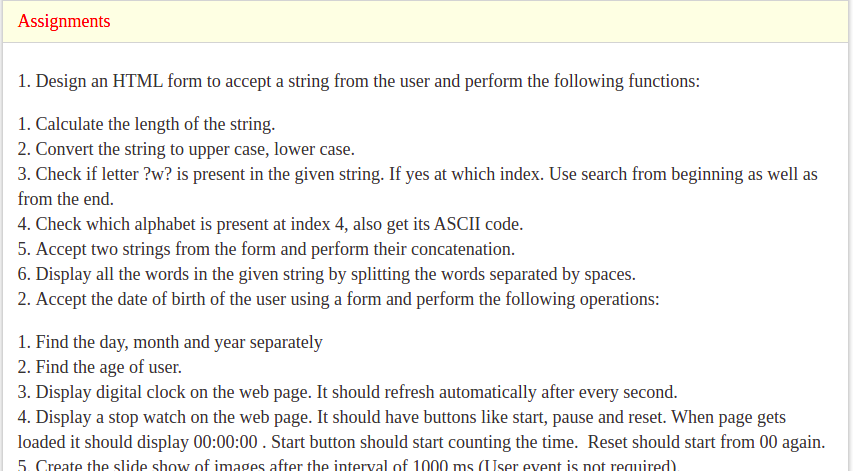 Assignments
1. Design an HTML form to accept a string from the user and perform the following functions:
1. Calculate the length of the string.
2. Convert the string to upper case, lower case.
3. Check if letter ?w? is present in the given string. If yes at which index. Use search from beginning as well as
from the end.
4. Check which alphabet is present at index 4, also get its ASCII code.
5. Accept two strings from the form and perform their concatenation.
6. Display all the words in the given string by splitting the words separated by spaces.
2. Accept the date of birth of the user using a form and perform the following operations:
1. Find the day, month and year separately
2. Find the age of user.
3. Display digital clock on the web page. It should refresh automatically after every second.
4. Display a stop watch on the web page. It should have buttons like start, pause and reset. When page gets
loaded it should display 00:00:00 . Start button should start counting the time.  Reset should start from 00 again.
5. Create the slide show of images after the interval of 1000 ms (User event is not required)